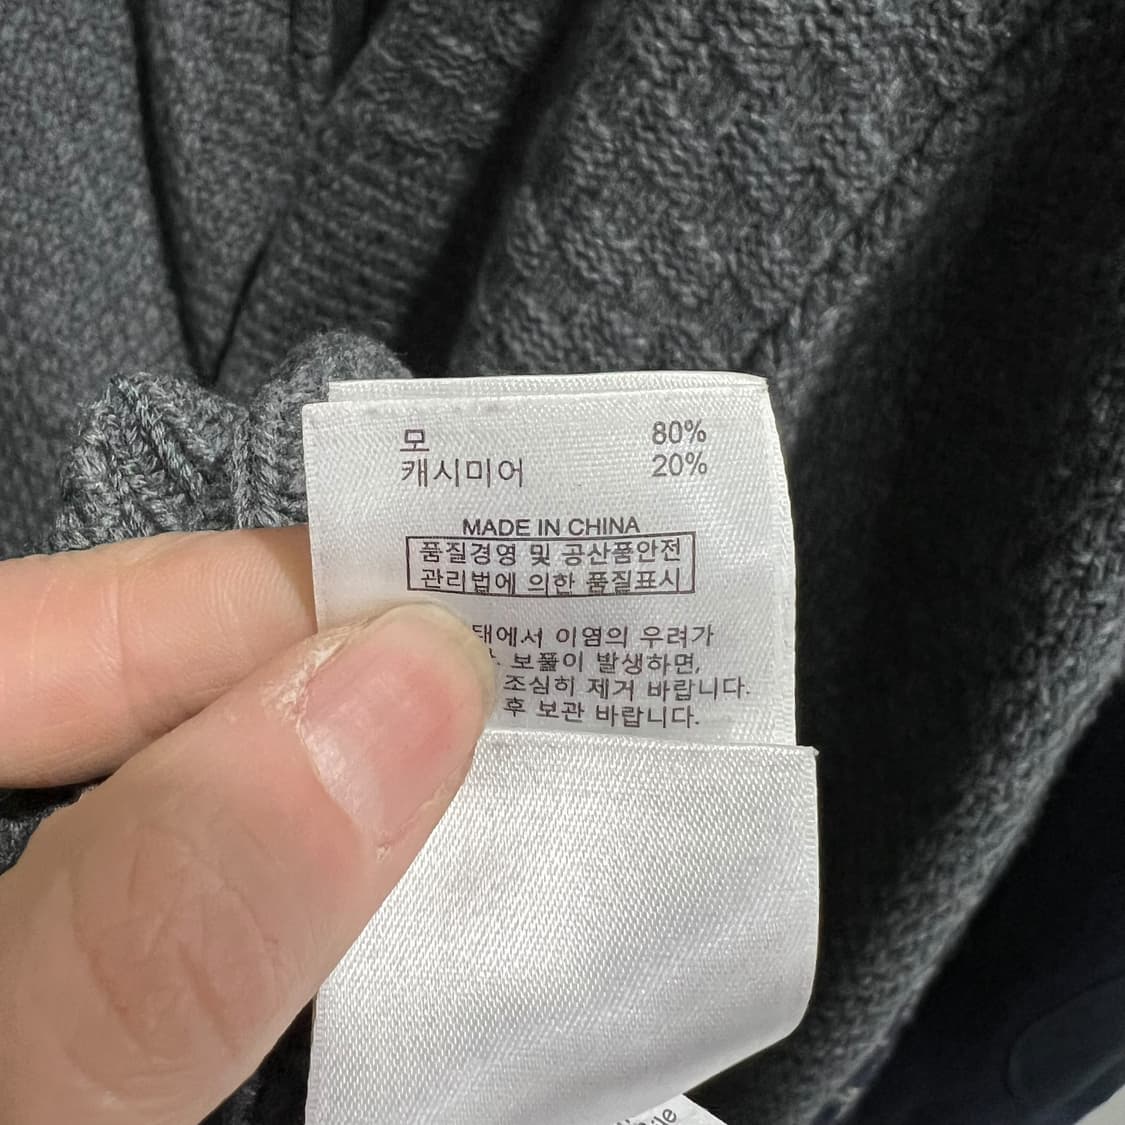 모 80%
캐시미어 20%
MADE IN CHINA
품질경영 및 공산품안전
관리법에 의한 품질표시
이염의 우려가
보풀이 발생하면,
조심히 제거 바랍니다.
후 보관 바랍니다.